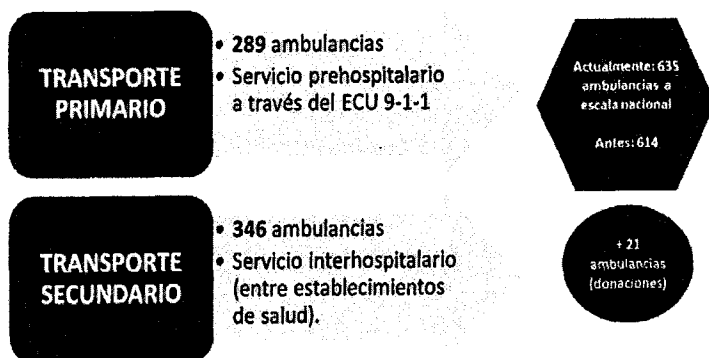 TRANSPORTE
PRIMARIO
• 289 ambulancias
• Servicio prehospitalario
a través del ECU 9-1-1
Actualmente: 635
ambulancias a
escala nacional
Antes: 614
TRANSPORTE
SECUNDARIO
• 346 ambulancias
• Servicio interhospitalario
(entre establecimientos
de salud).
+ 21
ambulancias
(donaciones)